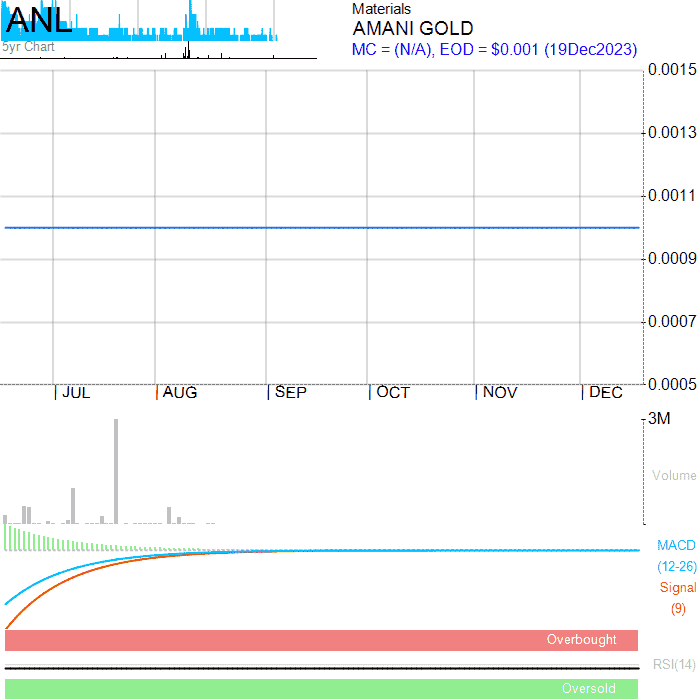 ANL
5yr Chart
Materials
AMANI GOLD
MC = (N/A), EOD = $0.001 (19Dec2023)
0.0015
0.0013
0.0011
0.0009
0.0007
0.0005
JUL AUG SEP OCT NOV DEC
3M
Volume
MACD
(12-26)
Signal
(9)
Overbought
RSI(14)
Oversold